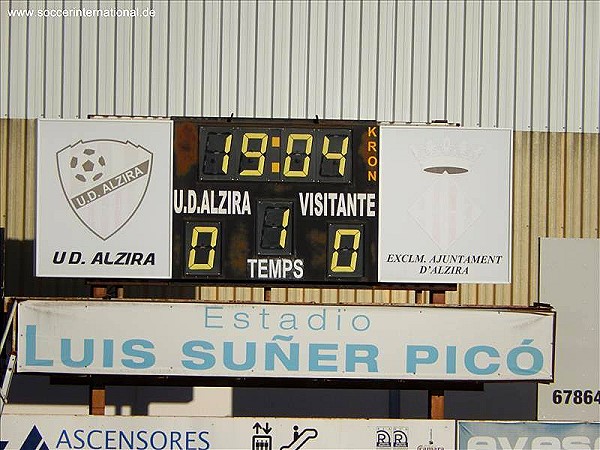 www.soccerinternational.de
19:04
KRON
U.D. ALZIRA
U.D. ALZIRA
U.D.ALZIRA 1 VISITANTE
0 TEMPS 0
EXCLM. AJUNTAMENT
D'ALZIRA
Estadio
LUIS SUÑER PICÓ
67864
ASCENSORES